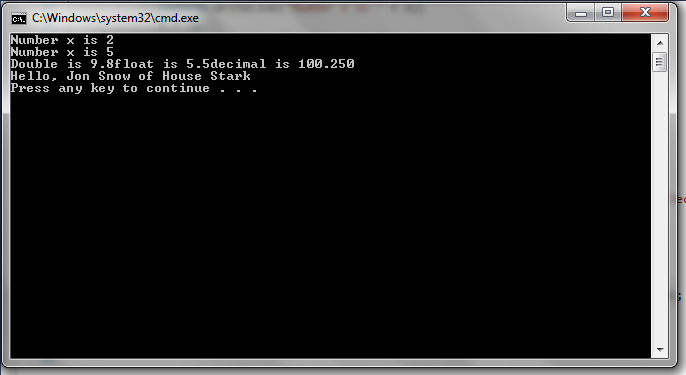 C:\Windows\system32\cmd.exe
Number x is 2
Number x is 5
Double is 9.8float is 5.5decimal is 100.250
Hello, Jon Snow of House Stark
Press any key to continue . . .